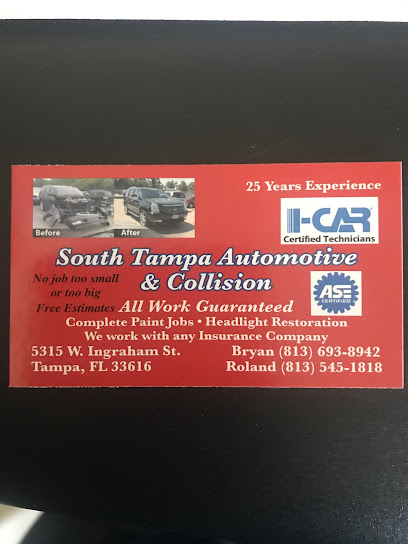 25 Years Experience
Before
After
I-CAR
Certified Technicians
South Tampa Automotive
& Collision
No job too small
or too big
Free Estimates
All Work Guaranteed
ASE
CERTIFIED
Complete Paint Jobs • Headlight Restoration
We work with any Insurance Company
5315 W. Ingraham St.
Bryan (813) 693-8942
Tampa, FL 33616
Roland (813) 545-1818